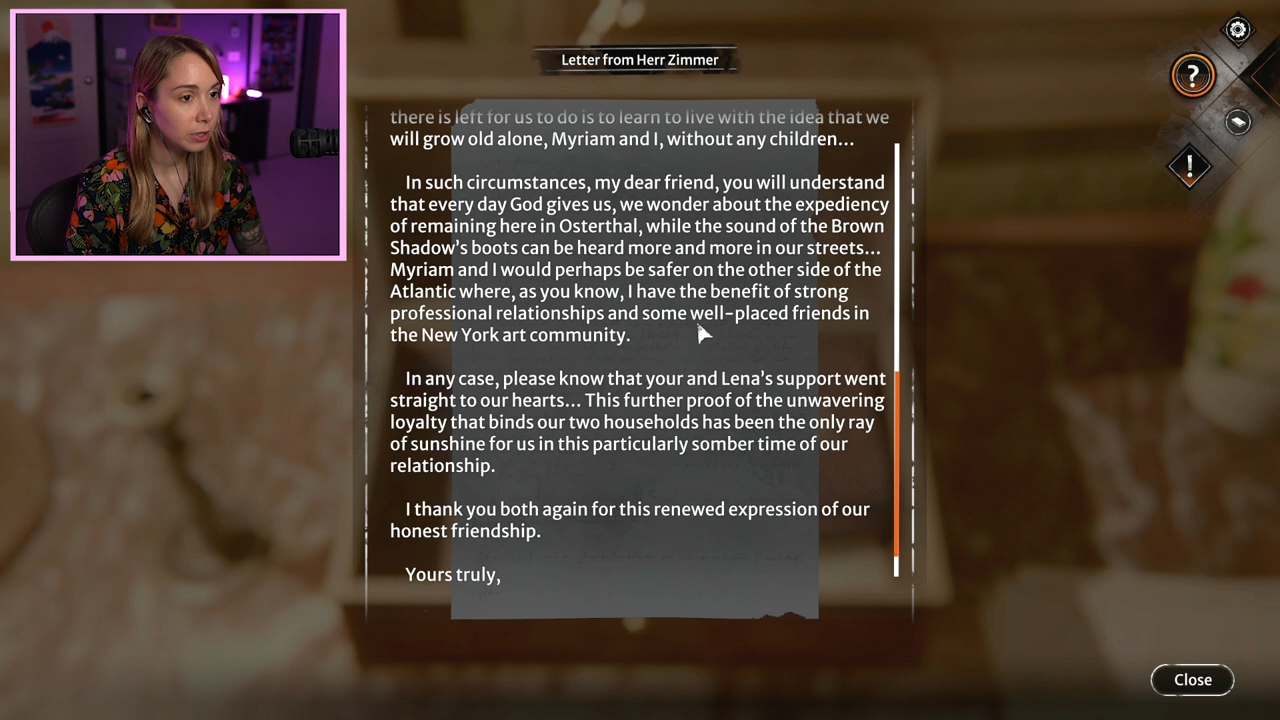 Letter from Herr Zimmer
there is left for us to do is to learn to live with the idea that we
will grow old alone, Myriam and I, without any children...
In such circumstances, my dear friend, you will understand
that every day God gives us, we wonder about the expediency
of remaining here in Osterthal, while the sound of the Brown
Shadow's boots can be heard more and more in our streets...
Myriam and I would perhaps be safer on the other side of the
Atlantic where, as you know, I have the benefit of strong
professional relationships and some well-placed friends in
the New York art community.
In any case, please know that your and Lena's support went
straight to our hearts... This further proof of the unwavering
loyalty that binds our two households has been the only ray
of sunshine for us in this particularly somber time of our
relationship.
I thank you both again for this renewed expression of our
honest friendship.
Yours truly,
?
!
Close